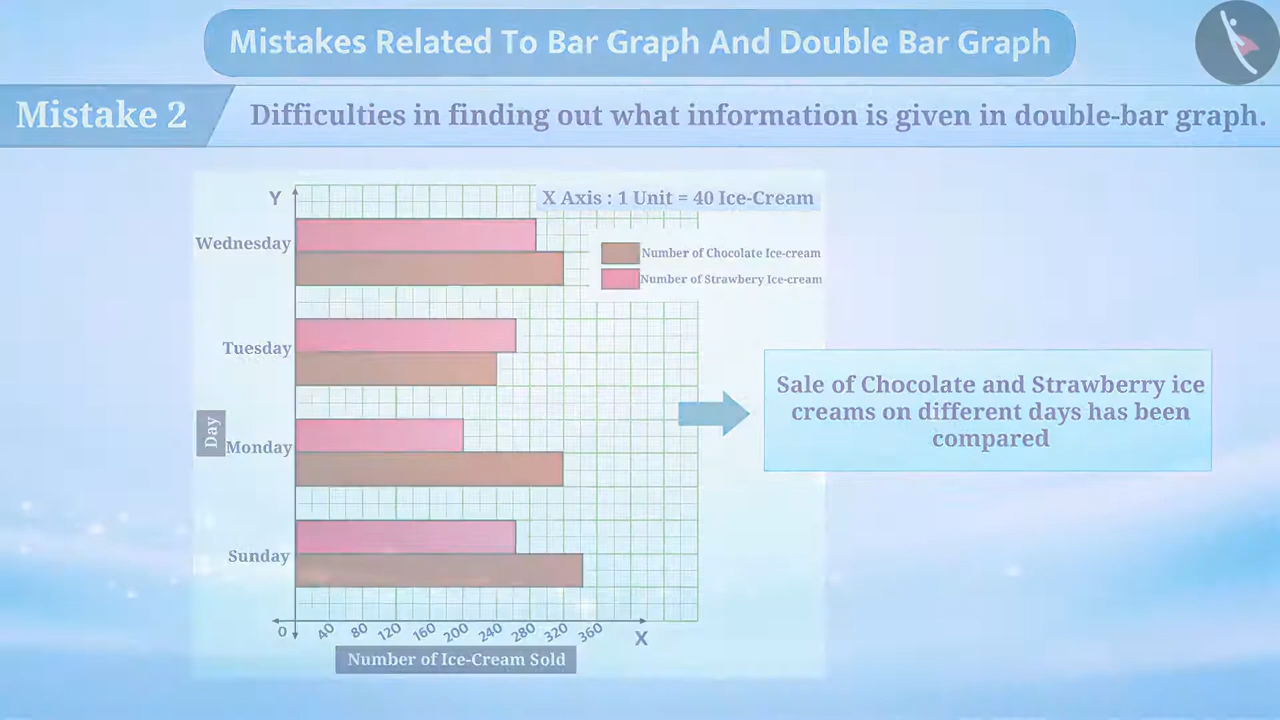 Mistakes Related To Bar Graph And Double Bar Graph
Mistake 2
Difficulties in finding out what information is given in double-bar graph.
Y
X Axis : 1 Unit = 40 Ice-Cream
Wednesday
Number of Chocolate Ice-cream
Number of Strawbery Ice-cream
Tuesday
Sale of Chocolate and Strawberry ice
creams on different days has been
compared
Day
Monday
Sunday
0 40 80 120 160 200 240 280 320 360
X
Number of Ice-Cream Sold